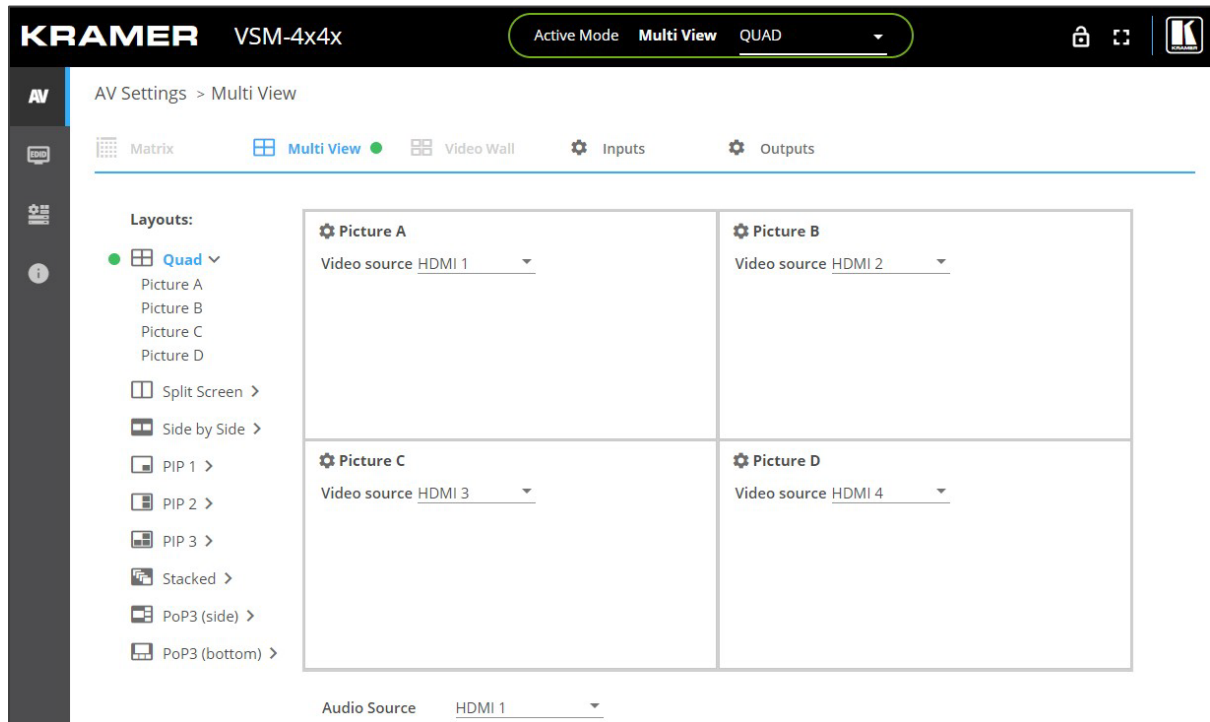 KRAMER VSM-4x4x Active Mode Multi View QUAD
KRAMER
AV
AV Settings > Multi View
EDID
Matrix Multi View Video Wall Inputs Outputs
Layouts:
Quad
Picture A
Picture B
Picture C
Picture D
Split Screen
Side by Side
PIP 1
PIP 2
PIP 3
Stacked
PoP3 (side)
PoP3 (bottom)
Picture A
Video source HDMI 1
Picture B
Video source HDMI 2
Picture C
Video source HDMI 3
Picture D
Video source HDMI 4
Audio Source HDMI 1